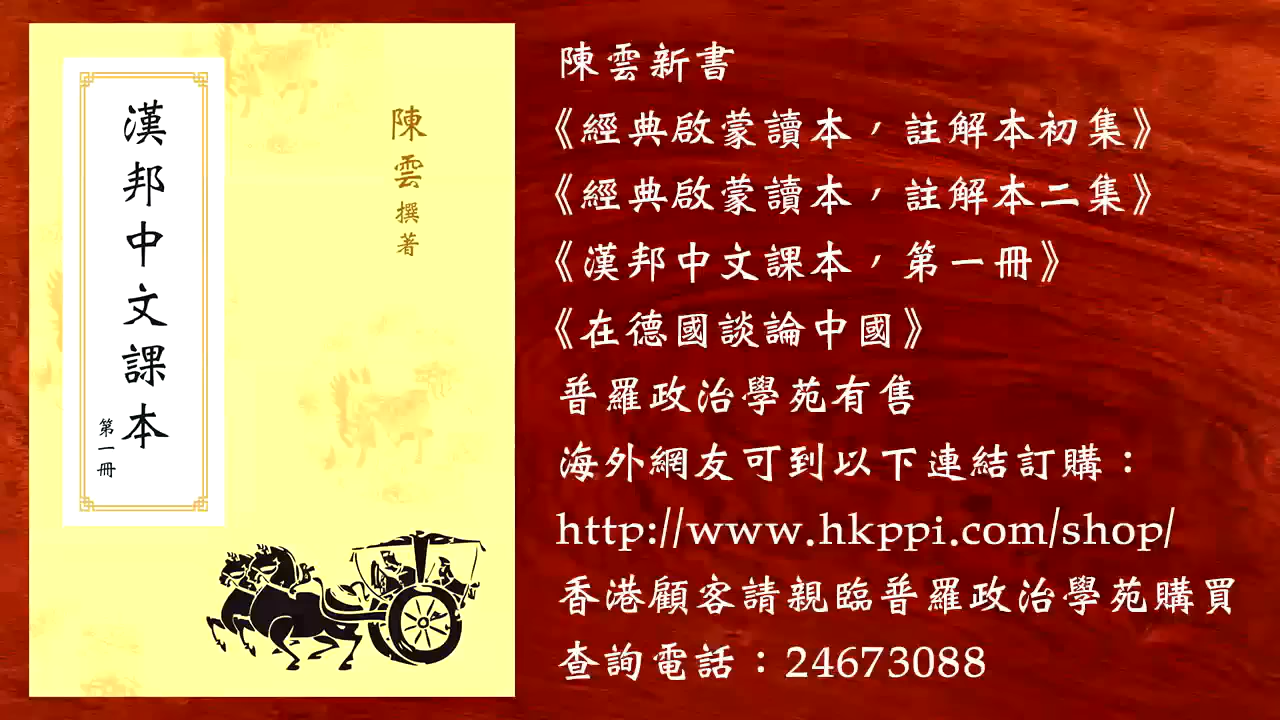 漢邦中文課本
第一冊
陳雲撰著
陳雲新書
《經典啟蒙讀本，註解本初集》
《經典啟蒙讀本，註解本二集》
《漢邦中文課本，第一冊》
《在德國談論中國》
普羅政治學苑有售
海外網友可到以下連結訂購：
http://www.hkppi.com/shop/
香港顧客請親臨普羅政治學苑購買
查詢電話：24673088